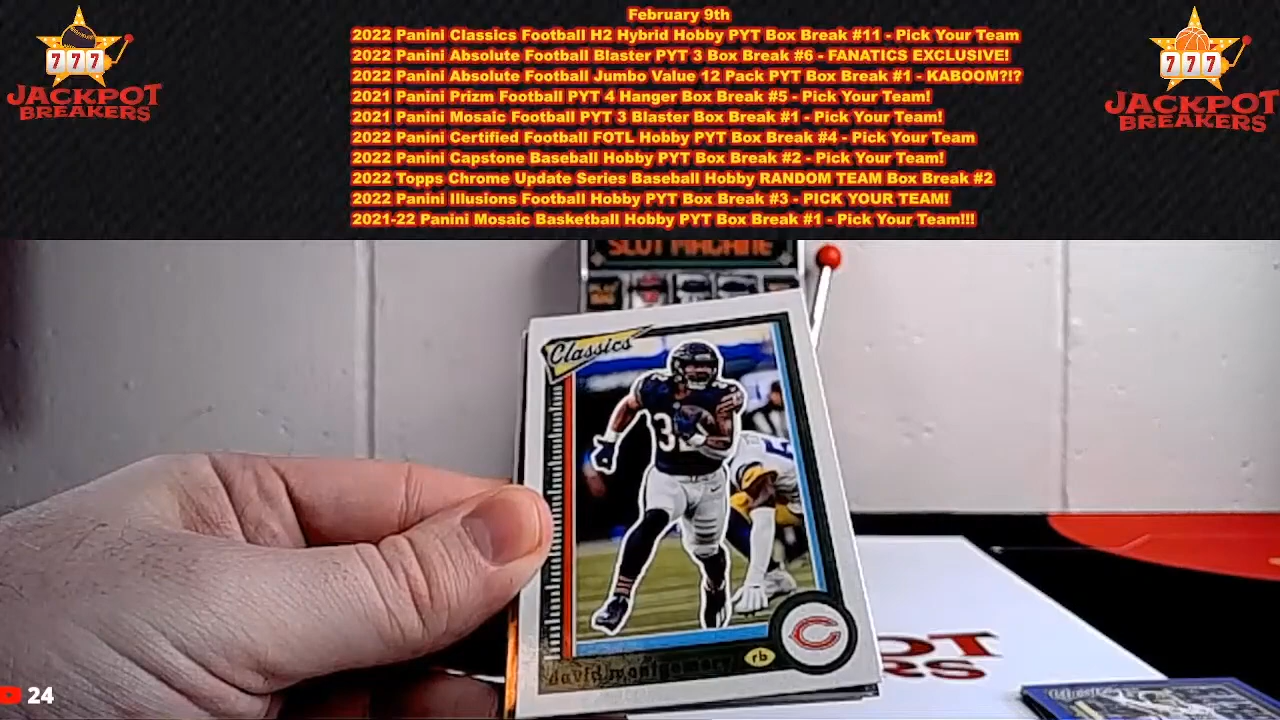 February 9th
2022 Panini Classics Football H2 Hybrid Hobby PYT Box Break #11 - Pick Your Team
2022 Panini Absolute Football Blaster PYT 3 Box Break #6 - FANATICS EXCLUSIVE!
2022 Panini Absolute Football Jumbo Value 12 Pack PYT Box Break #1 - KABOOM?!?
2021 Panini Prizm Football PYT 4 Hanger Box Break #5 - Pick Your Team!
2021 Panini Mosaic Football PYT 3 Blaster Box Break #1 - Pick Your Team!
2022 Panini Certified Football FOTL Hobby PYT Box Break #4 - Pick Your Team
2022 Panini Capstone Baseball Hobby PYT Box Break #2 - Pick Your Team!
2022 Topps Chrome Update Series Baseball Hobby RANDOM TEAM Box Break #2
2022 Panini Illusions Football Hobby PYT Box Break #3 - PICK YOUR TEAM!
2021-22 Panini Mosaic Basketball Hobby PYT Box Break #1 - Pick Your Team!!!
777
JACKPOT
BREAKERS
777
JACKPOT
BREAKERS
SLOT MACHINE
Classics
32
C
rb
david montgomery
24